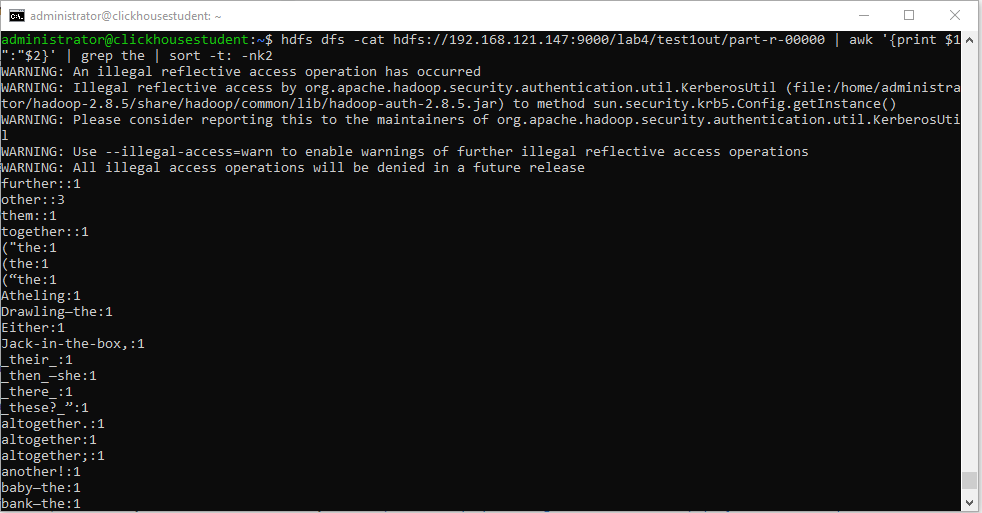 administrator@clickhousestudent: ~
administrator@clickhousestudent:~$ hdfs dfs -cat hdfs://192.168.121.147:9000/lab4/test1out/part-r-00000 | awk '{print $1
":"$2}' | grep the | sort -t: -nk2
WARNING: An illegal reflective access operation has occurred
WARNING: Illegal reflective access by org.apache.hadoop.security.authentication.util.KerberosUtil (file:/home/administra
tor/hadoop-2.8.5/share/hadoop/common/lib/hadoop-auth-2.8.5.jar) to method sun.security.krb5.Config.getInstance()
WARNING: Please consider reporting this to the maintainers of org.apache.hadoop.security.authentication.util.KerberosUti
l
WARNING: Use --illegal-access=warn to enable warnings of further illegal reflective access operations
WARNING: All illegal access operations will be denied in a future release
further::1
other::3
them::1
together::1
("the:1
(the:1
(“the:1
Atheling:1
Drawling—the:1
Either:1
Jack-in-the-box,:1
_their_:1
_then_—she:1
_there_:1
_these?_”:1
altogether.:1
altogether:1
altogether;:1
another!:1
baby—the:1
bank—the:1